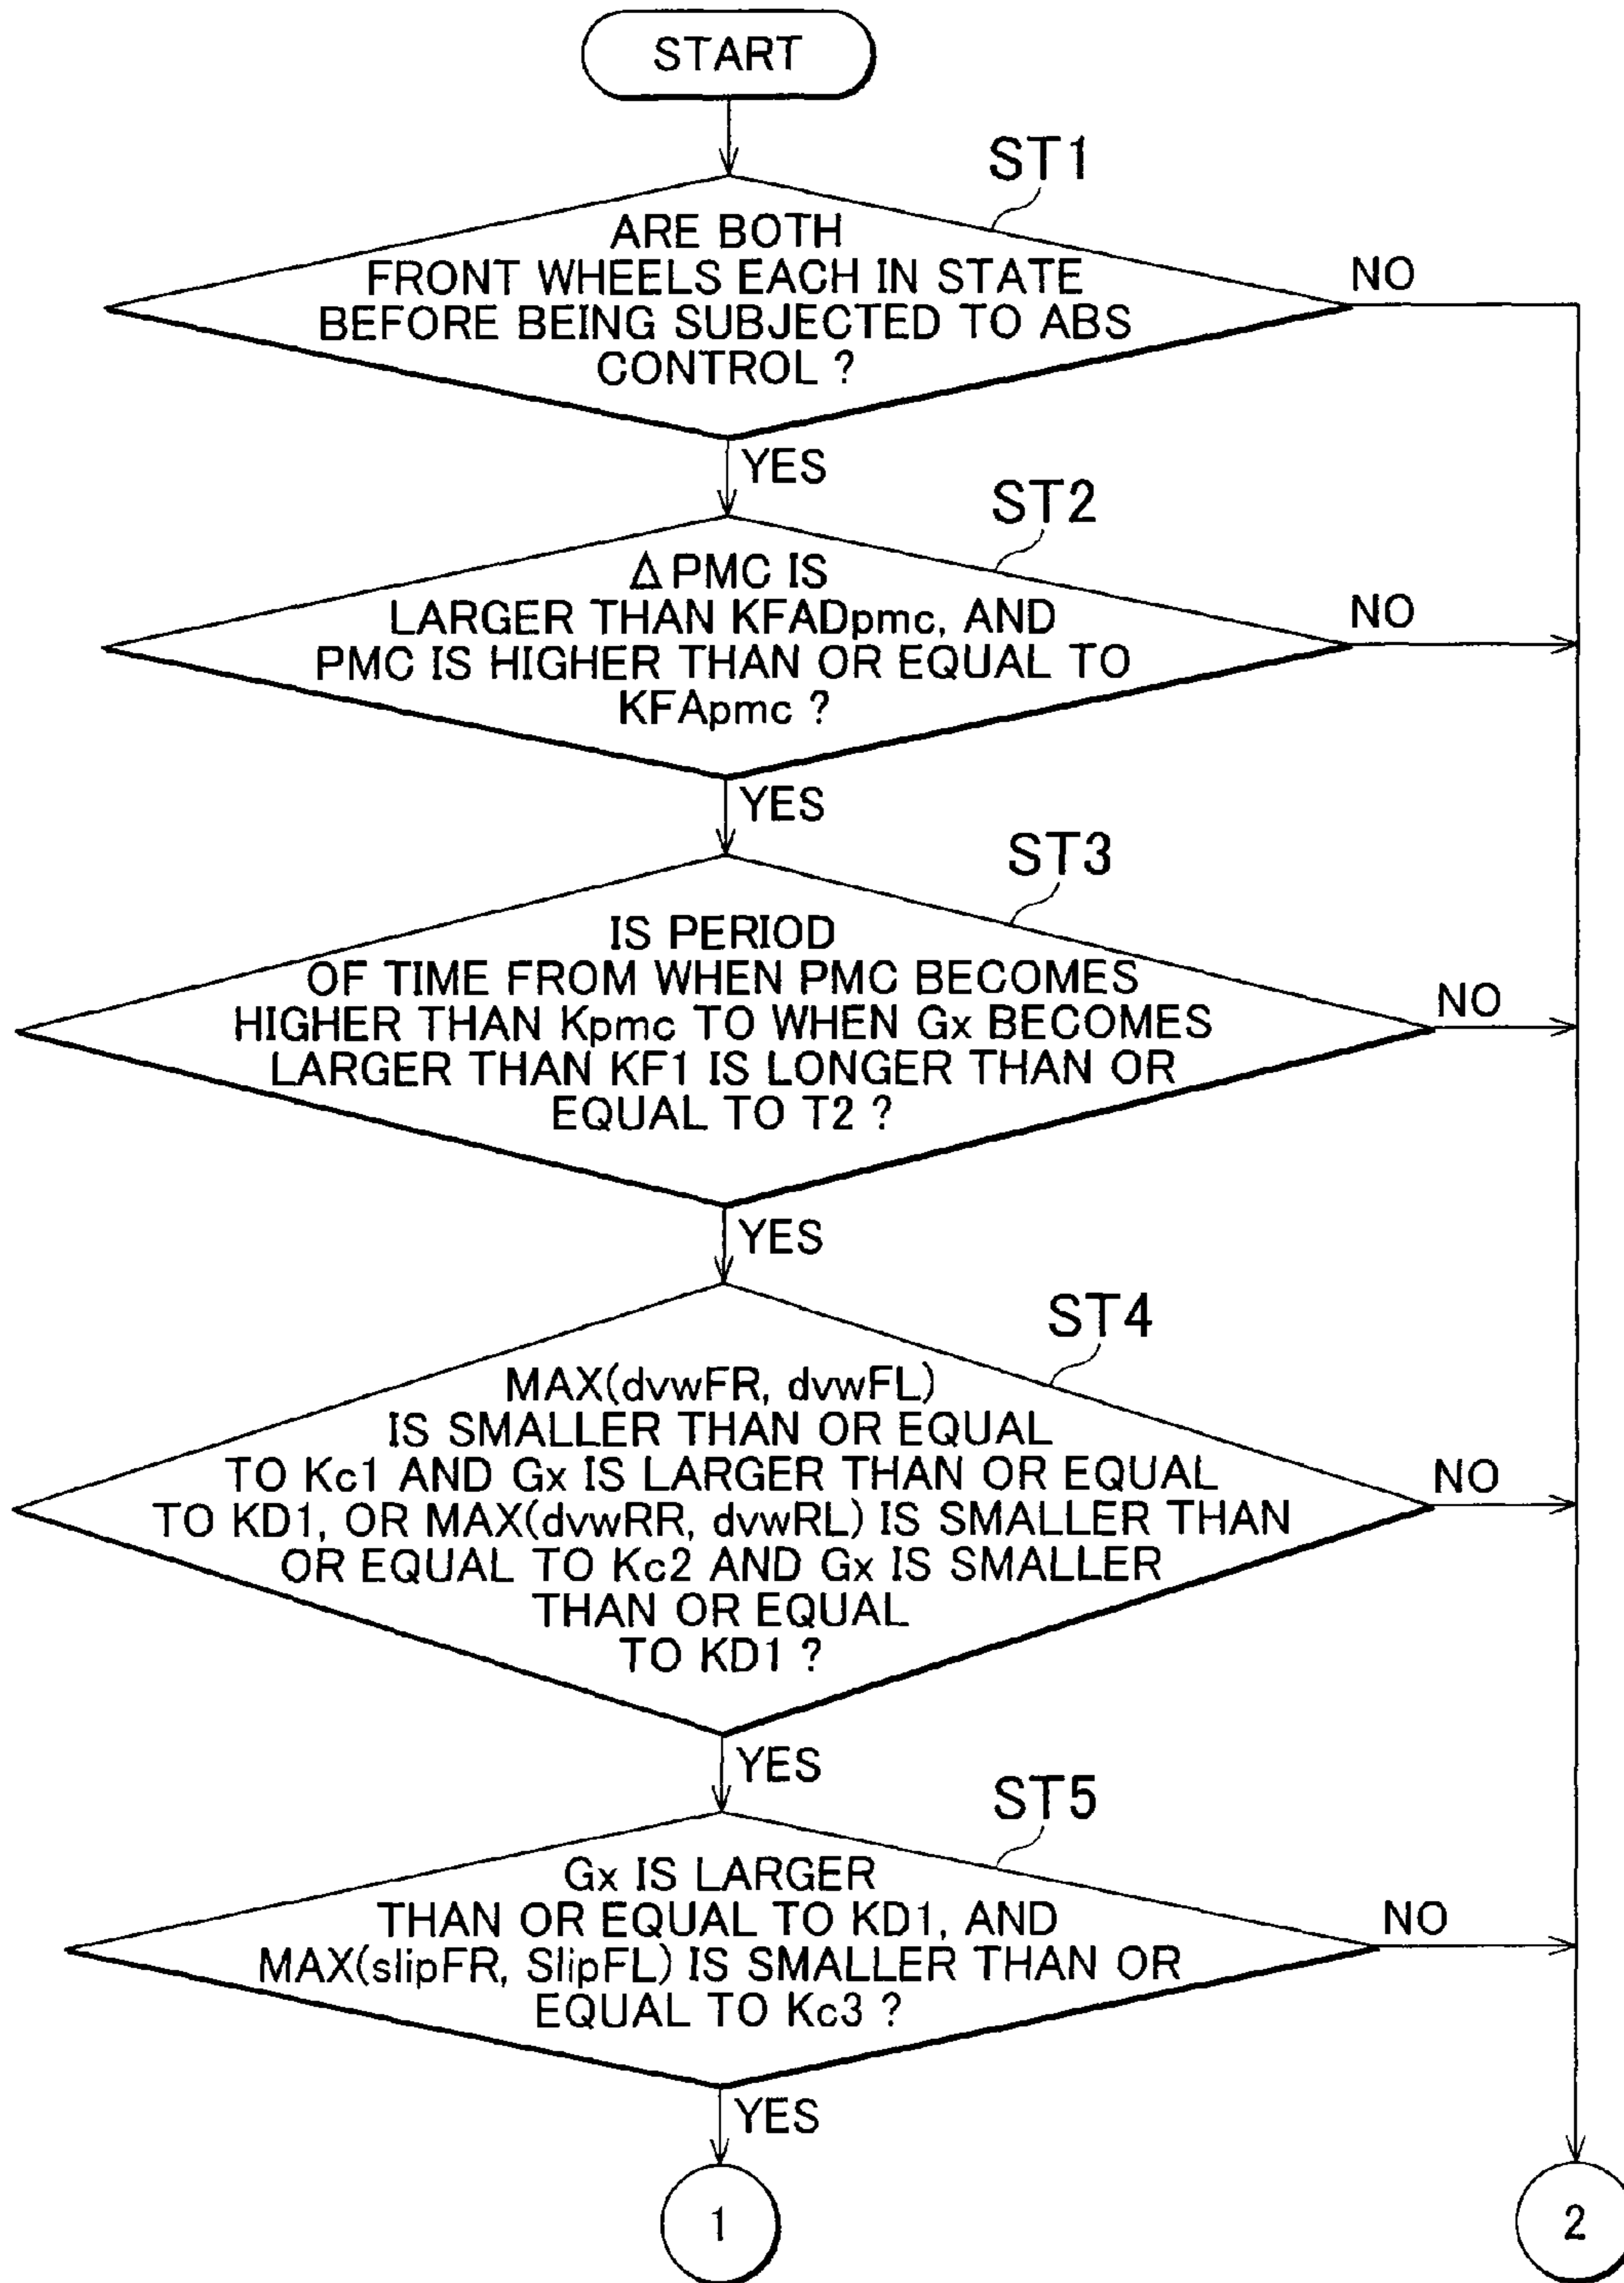 START
ST1
ARE BOTH
FRONT WHEELS EACH IN STATE
BEFORE BEING SUBJECTED TO ABS
CONTROL ?
NO
YES
ST2
Δ PMC IS
LARGER THAN KFADpmc, AND
PMC IS HIGHER THAN OR EQUAL TO
KFApmc ?
NO
YES
ST3
IS PERIOD
OF TIME FROM WHEN PMC BECOMES
HIGHER THAN Kpmc TO WHEN Gx BECOMES
LARGER THAN KF1 IS LONGER THAN OR
EQUAL TO T2 ?
NO
YES
ST4
MAX(dvwFR, dvwFL)
IS SMALLER THAN OR EQUAL
TO Kc1 AND Gx IS LARGER THAN OR EQUAL
TO KD1, OR MAX(dvwRR, dvwRL) IS SMALLER THAN
OR EQUAL TO Kc2 AND Gx IS SMALLER
THAN OR EQUAL
TO KD1 ?
NO
YES
ST5
Gx IS LARGER
THAN OR EQUAL TO KD1, AND
MAX(slipFR, SlipFL) IS SMALLER THAN OR
EQUAL TO Kc3 ?
NO
YES
1
2